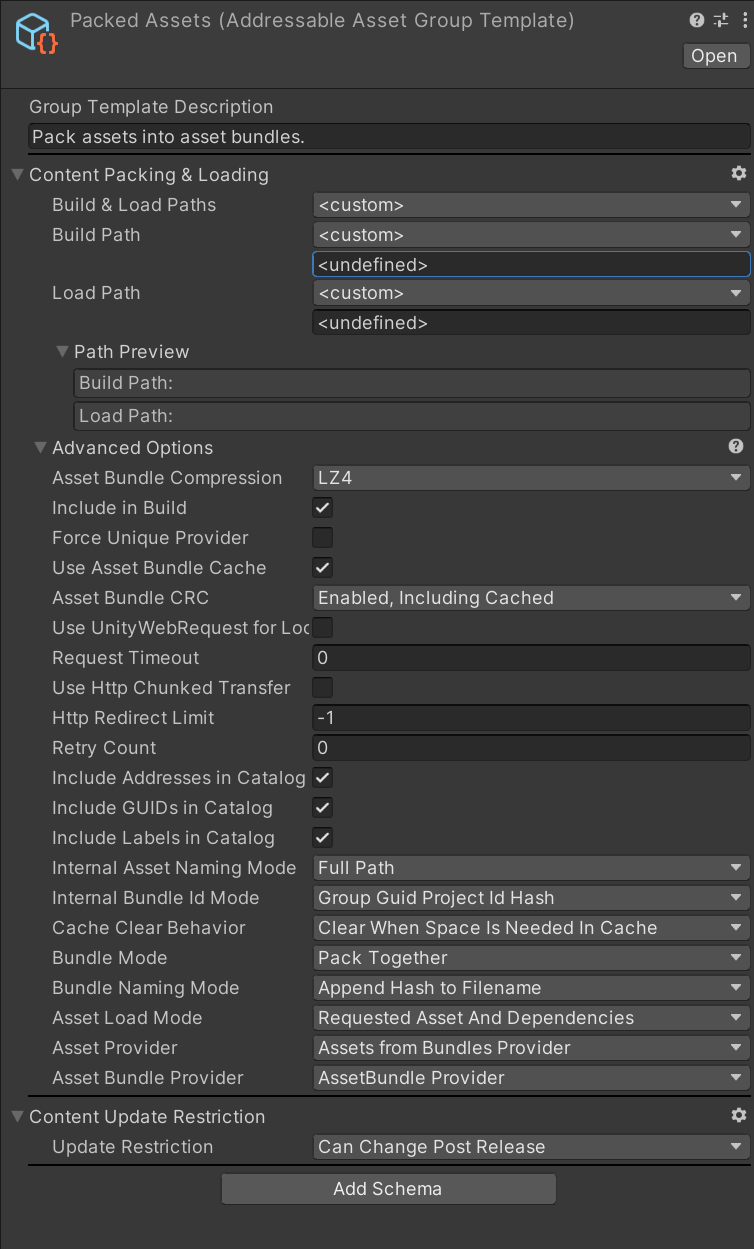 Packed Assets (Addressable Asset Group Template)
Open
Group Template Description
Pack assets into asset bundles.
Content Packing & Loading
Build & Load Paths <custom>
Build Path <custom>
<undefined>
Load Path <custom>
<undefined>
Path Preview
Build Path:
Load Path:
Advanced Options
Asset Bundle Compression LZ4
Include in Build
Force Unique Provider
Use Asset Bundle Cache
Asset Bundle CRC Enabled, Including Cached
Use UnityWebRequest for Loc
Request Timeout 0
Use Http Chunked Transfer
Http Redirect Limit -1
Retry Count 0
Include Addresses in Catalog
Include GUIDs in Catalog
Include Labels in Catalog
Internal Asset Naming Mode Full Path
Internal Bundle Id Mode Group Guid Project Id Hash
Cache Clear Behavior Clear When Space Is Needed In Cache
Bundle Mode Pack Together
Bundle Naming Mode Append Hash to Filename
Asset Load Mode Requested Asset And Dependencies
Asset Provider Assets from Bundles Provider
Asset Bundle Provider AssetBundle Provider
Content Update Restriction
Update Restriction Can Change Post Release
Add Schema